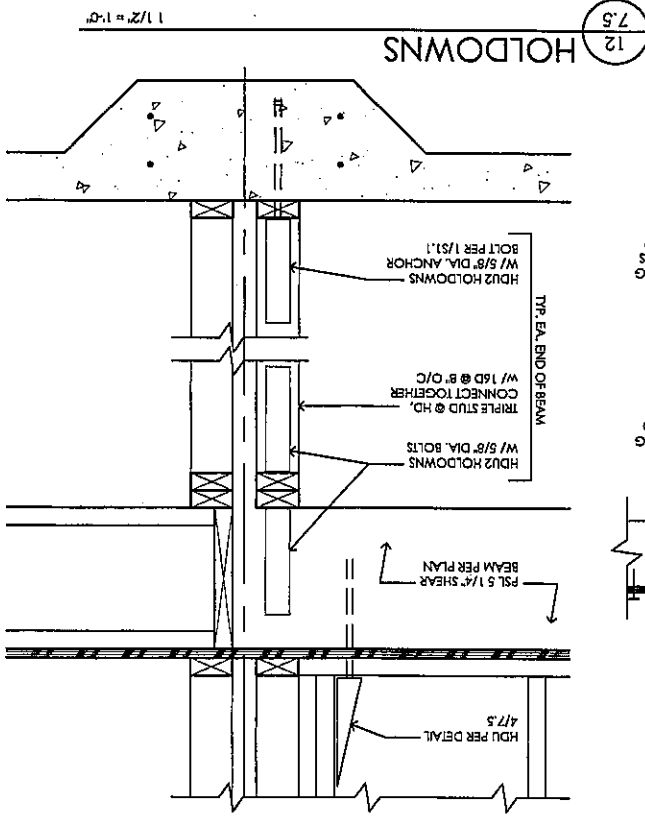 HDU PER DETAIL
4/7.5
PSL 5 1/4" SHEAR
BEAM PER PLAN
HDU2 HOLDOWNS
W/ 5/8" DIA. BOLTS
TRIPLE STUD @ HD,
CONNECT TOGETHER
W/ 16D @ 8" O/C
TYP. EA. END OF BEAM
HDU2 HOLDOWNS
W/ 5/8" DIA. ANCHOR
BOLT PER 1/S1.1
12
7.5
HOLDOWNS
1 1/2" = 1'-0"